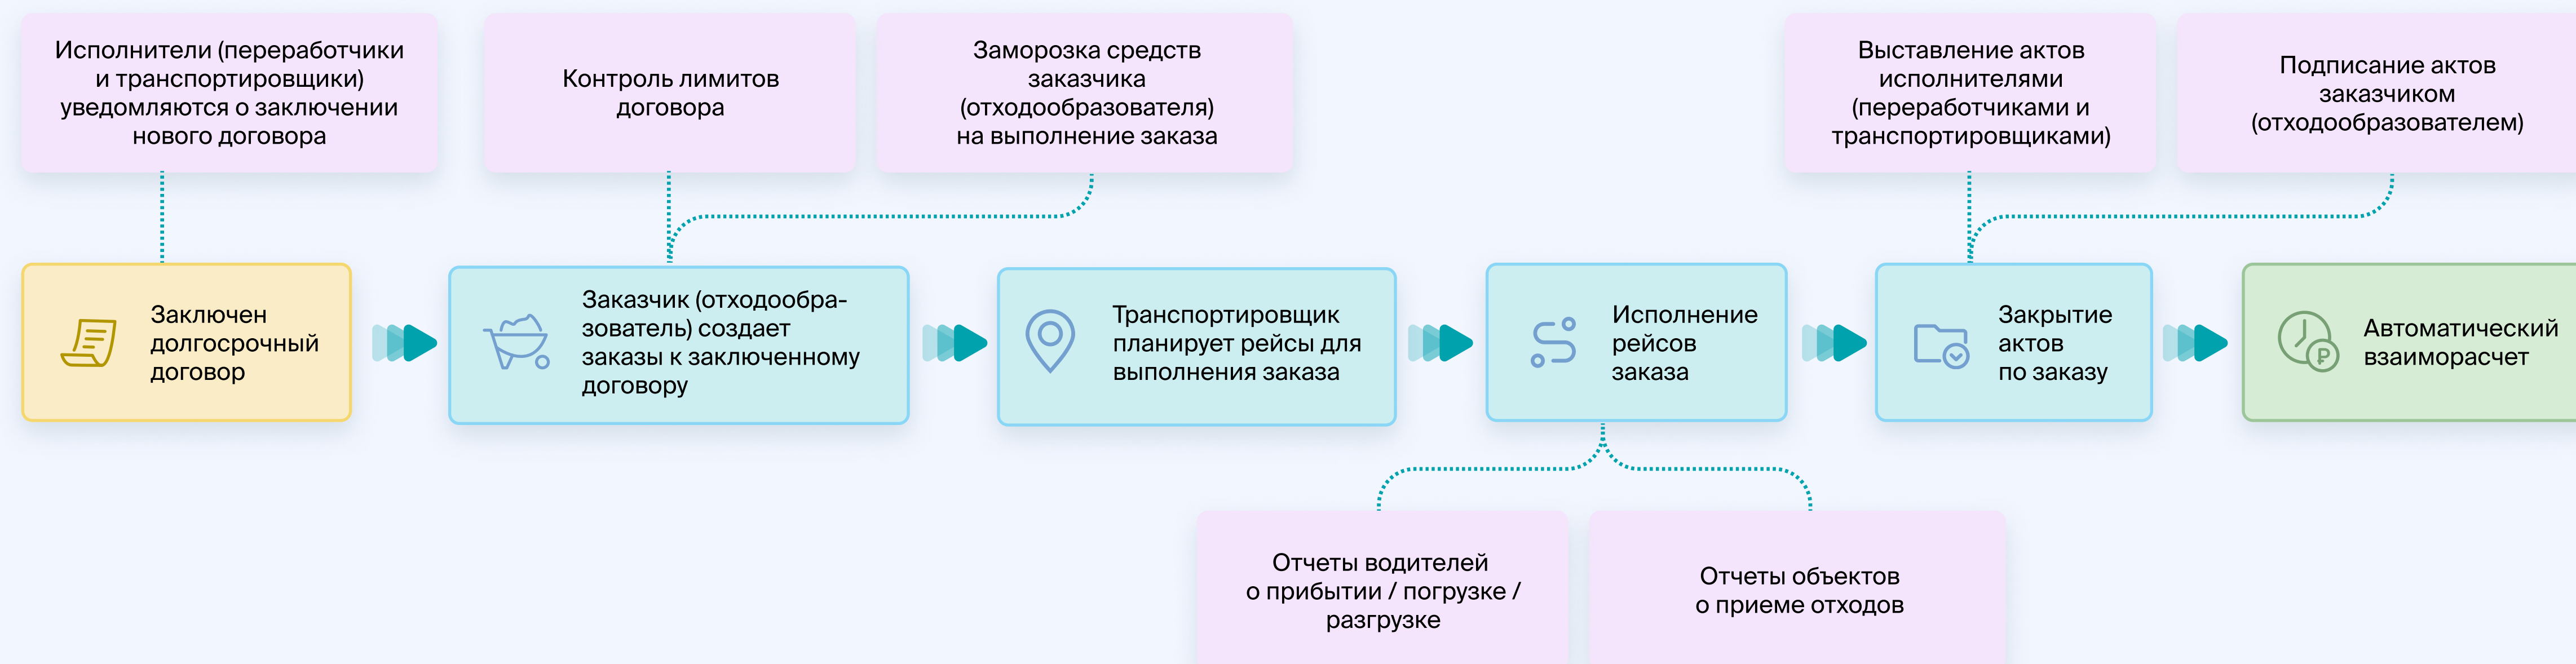 Исполнители (переработчики
и транспортировщики)
уведомляются о заключении
нового договора
Контроль лимитов
договора
Заморозка средств
заказчика
(отходообразователя)
на выполнение заказа
Выставление актов
исполнителями
(переработчиками и
транспортировщиками)
Подписание актов
заказчиком
(отходообразователем)
Заключен
долгосрочный
договор
Заказчик (отходообра-
зователь) создает
заказы к заключенному
договору
Транспортировщик
планирует рейсы для
выполнения заказа
Исполнение
рейсов
заказа
Закрытие
актов
по заказу
₽
Автоматический
взаиморасчет
Отчеты водителей
о прибытии / погрузке /
разгрузке
Отчеты объектов
о приеме отходов